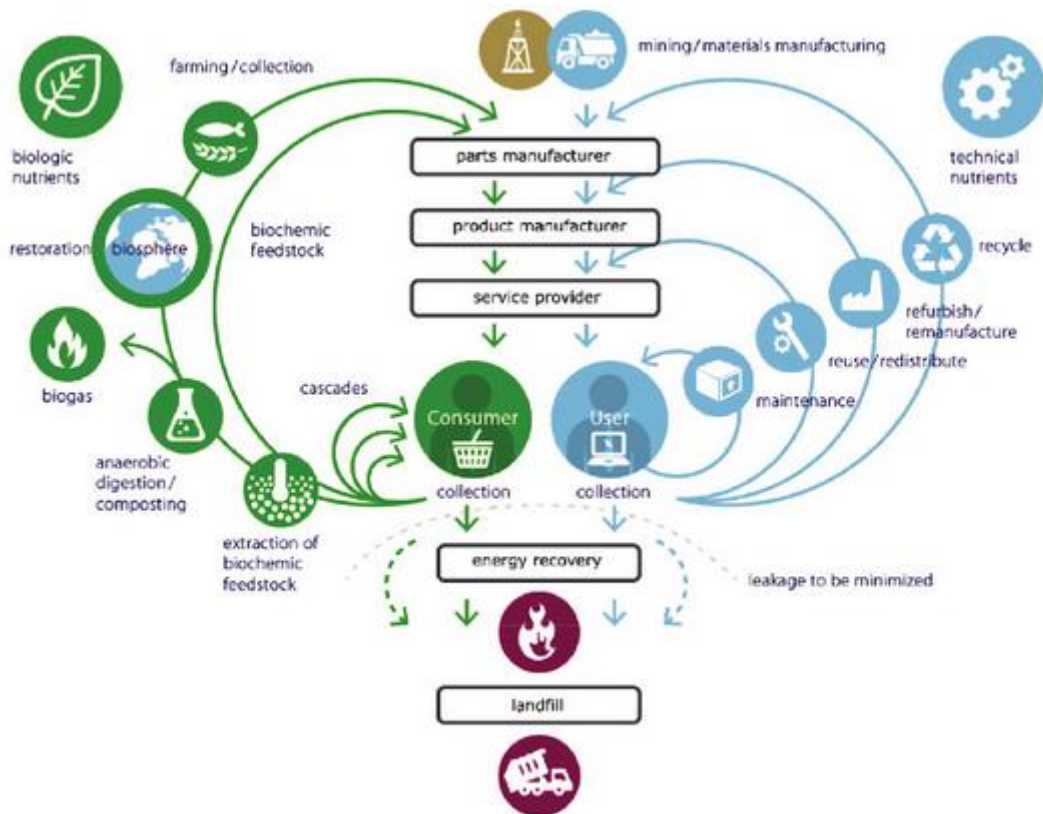 mining/materials manufacturing
farming/collection
biologic
nutrients
technical
nutrients
parts manufacturer
product manufacturer
service provider
biochemic
feedstock
restoration
biosphere
recycle
refurbish/
remanufacture
reuse/redistribute
maintenance
biogas
cascades
Consumer
User
anaerobic
digestion/
composting
collection
collection
extraction of
biochemic
feedstock
energy recovery
leakage to be minimized
landfill